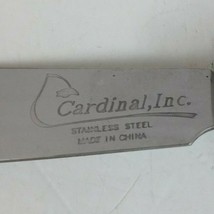 Cardinal, Inc.
STAINLESS STEEL
MADE IN CHINA